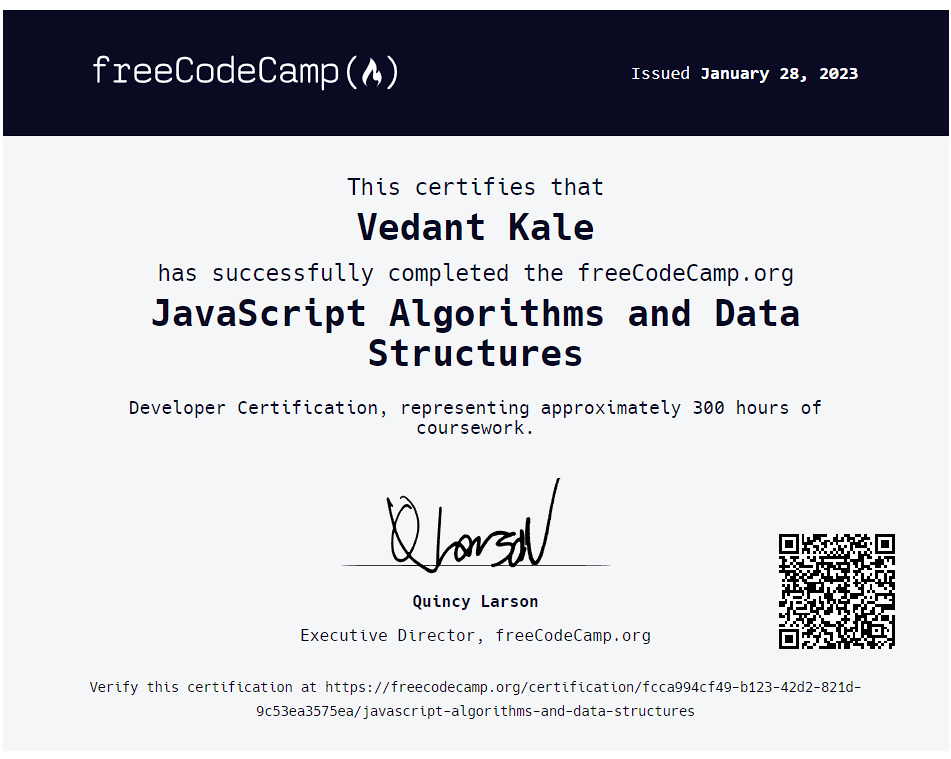 freeCodeCamp
Issued January 28, 2023
This certifies that
Vedant Kale
has successfully completed the freeCodeCamp.org
JavaScript Algorithms and Data
Structures
Developer Certification, representing approximately 300 hours of
coursework.
Q Larson
Quincy Larson
Executive Director, freeCodeCamp.org
Verify this certification at https://freecodecamp.org/certification/fcca994cf49-b123-42d2-821d-
9c53ea3575ea/javascript-algorithms-and-data-structures